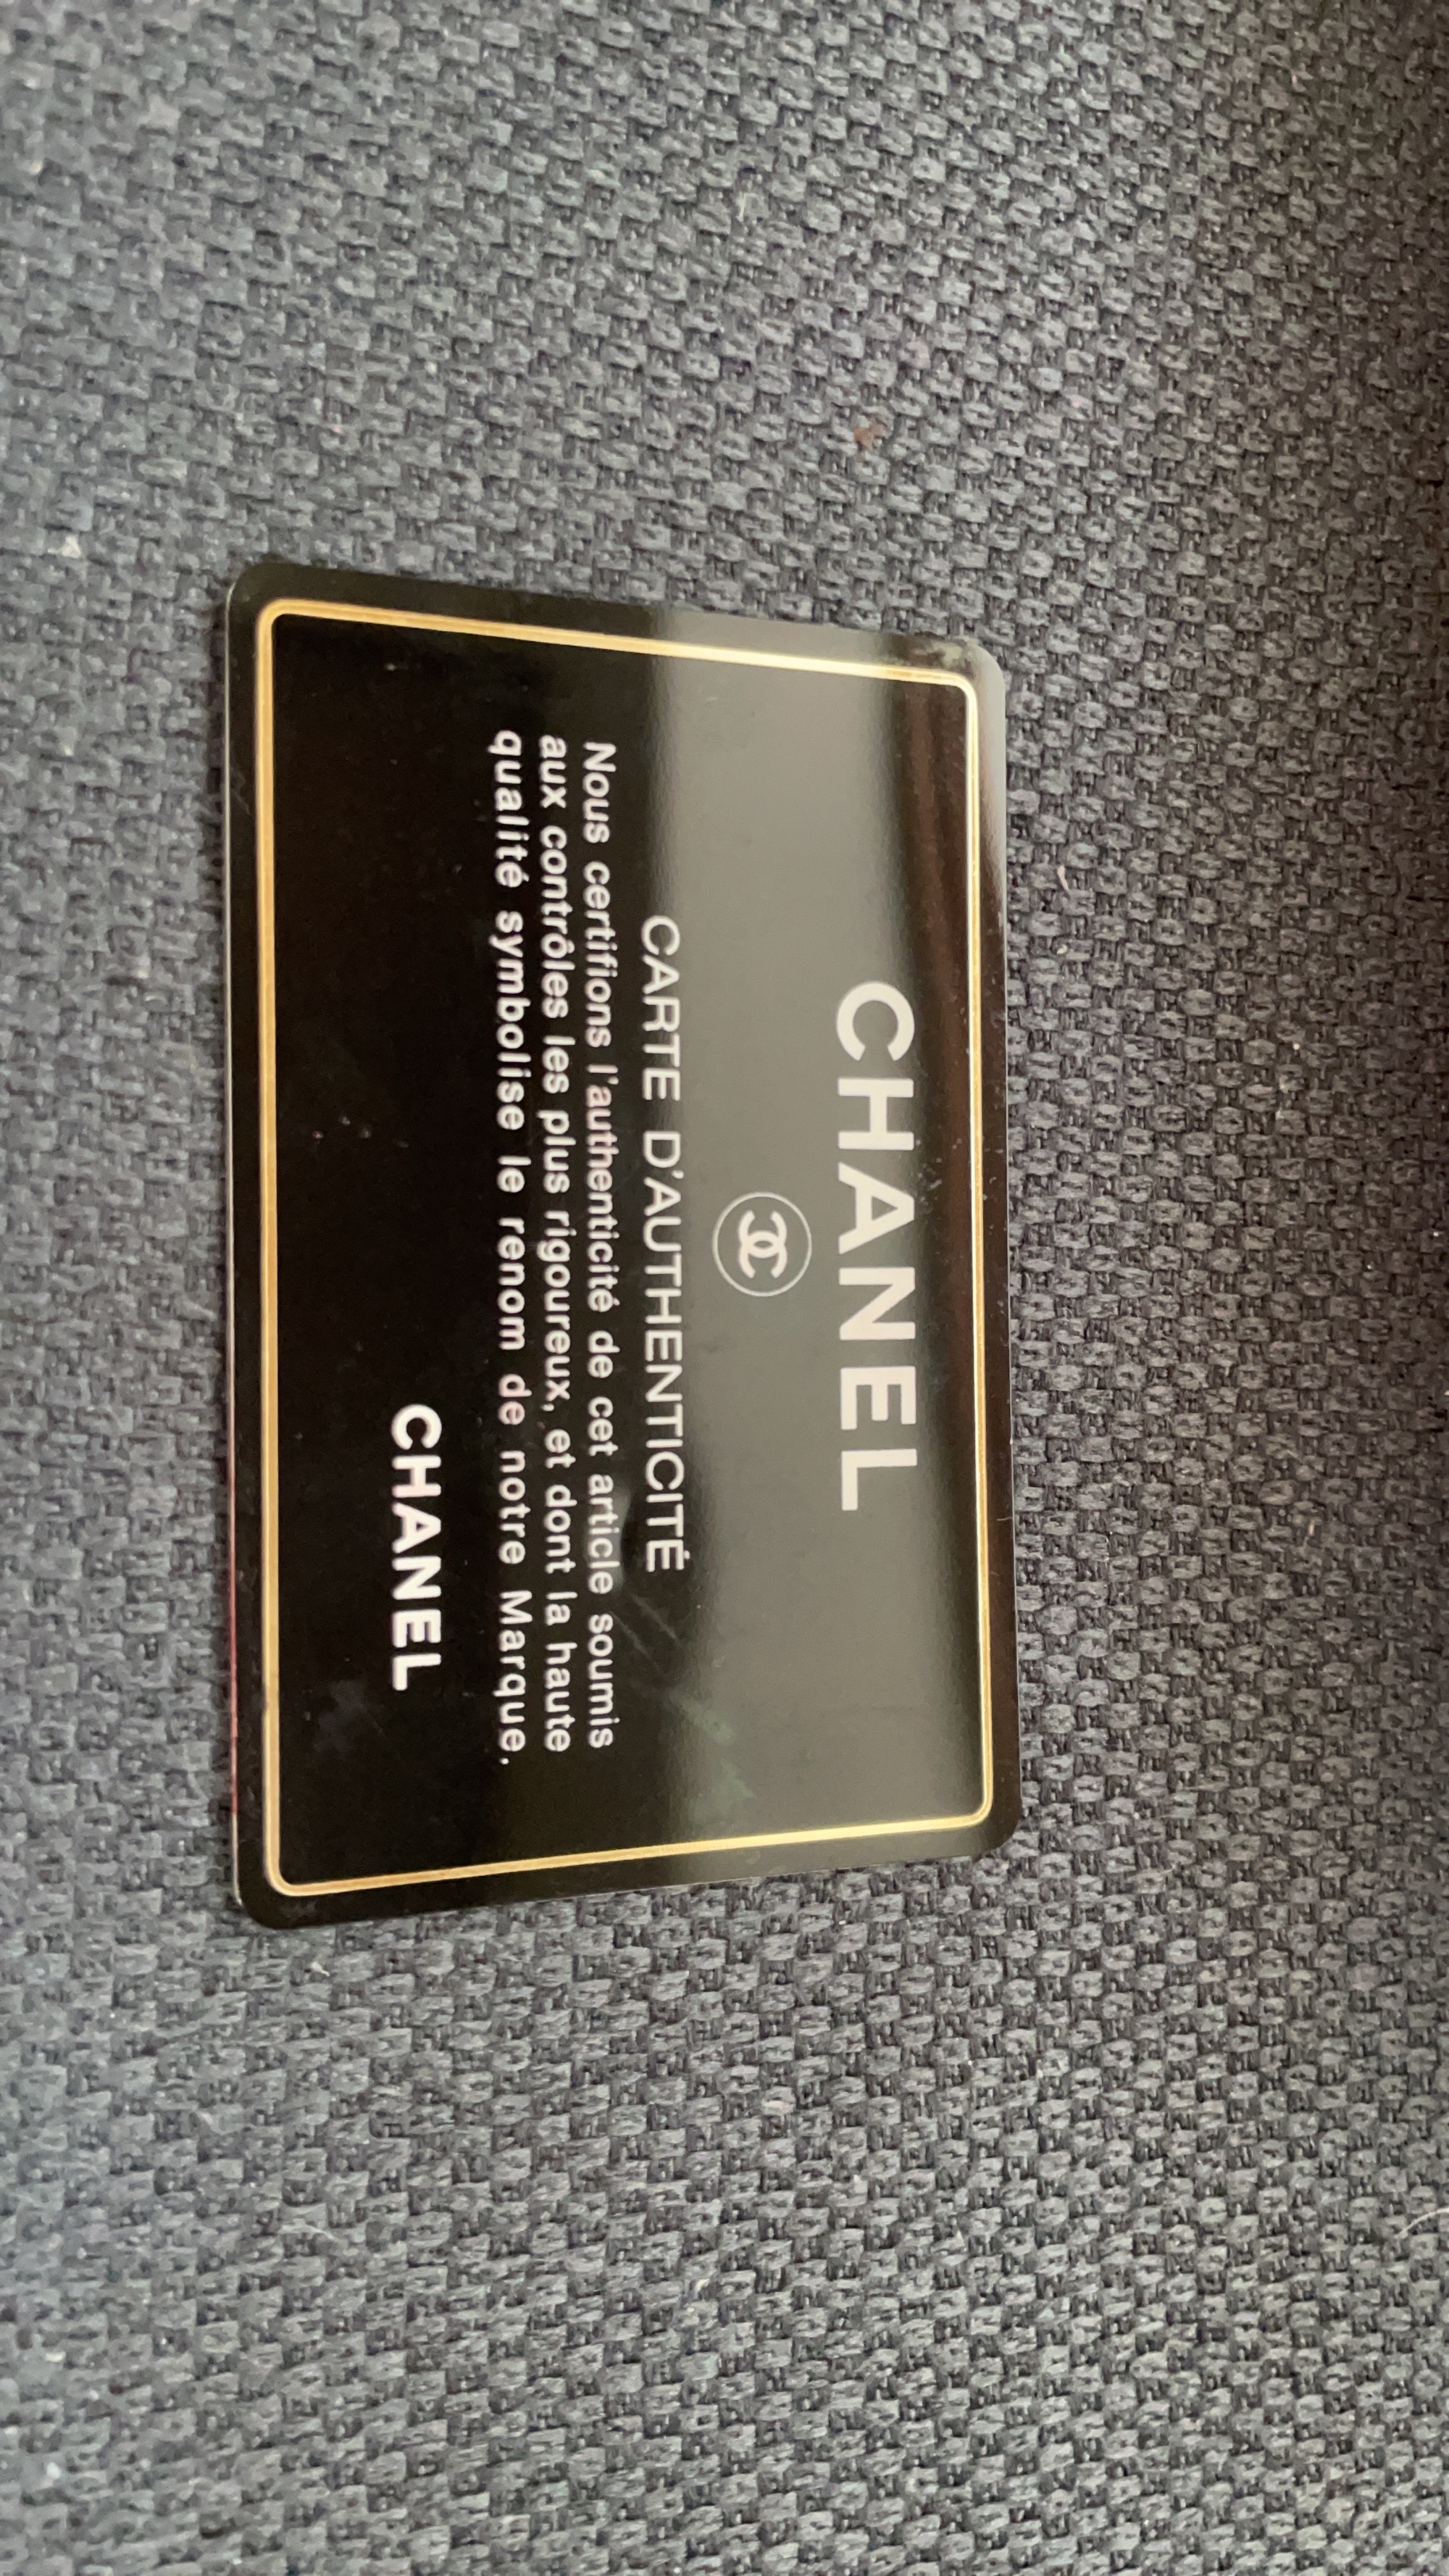 CHANEL
CARTE D'AUTHENTICITÉ
Nous certifions l'authenticité de cet article soumis
aux contrôles les plus rigoureux, et dont la haute
qualité symbolise le renom de notre Marque.
CHANEL